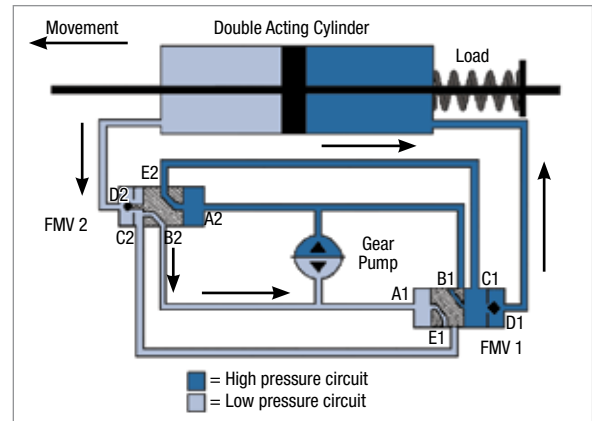 Movement
Double Acting Cylinder
Load
E2
D2
A2
FMV 2
C2
B2
Gear
Pump
A1
B1
C1
D1
E1
FMV 1
= High pressure circuit
= Low pressure circuit